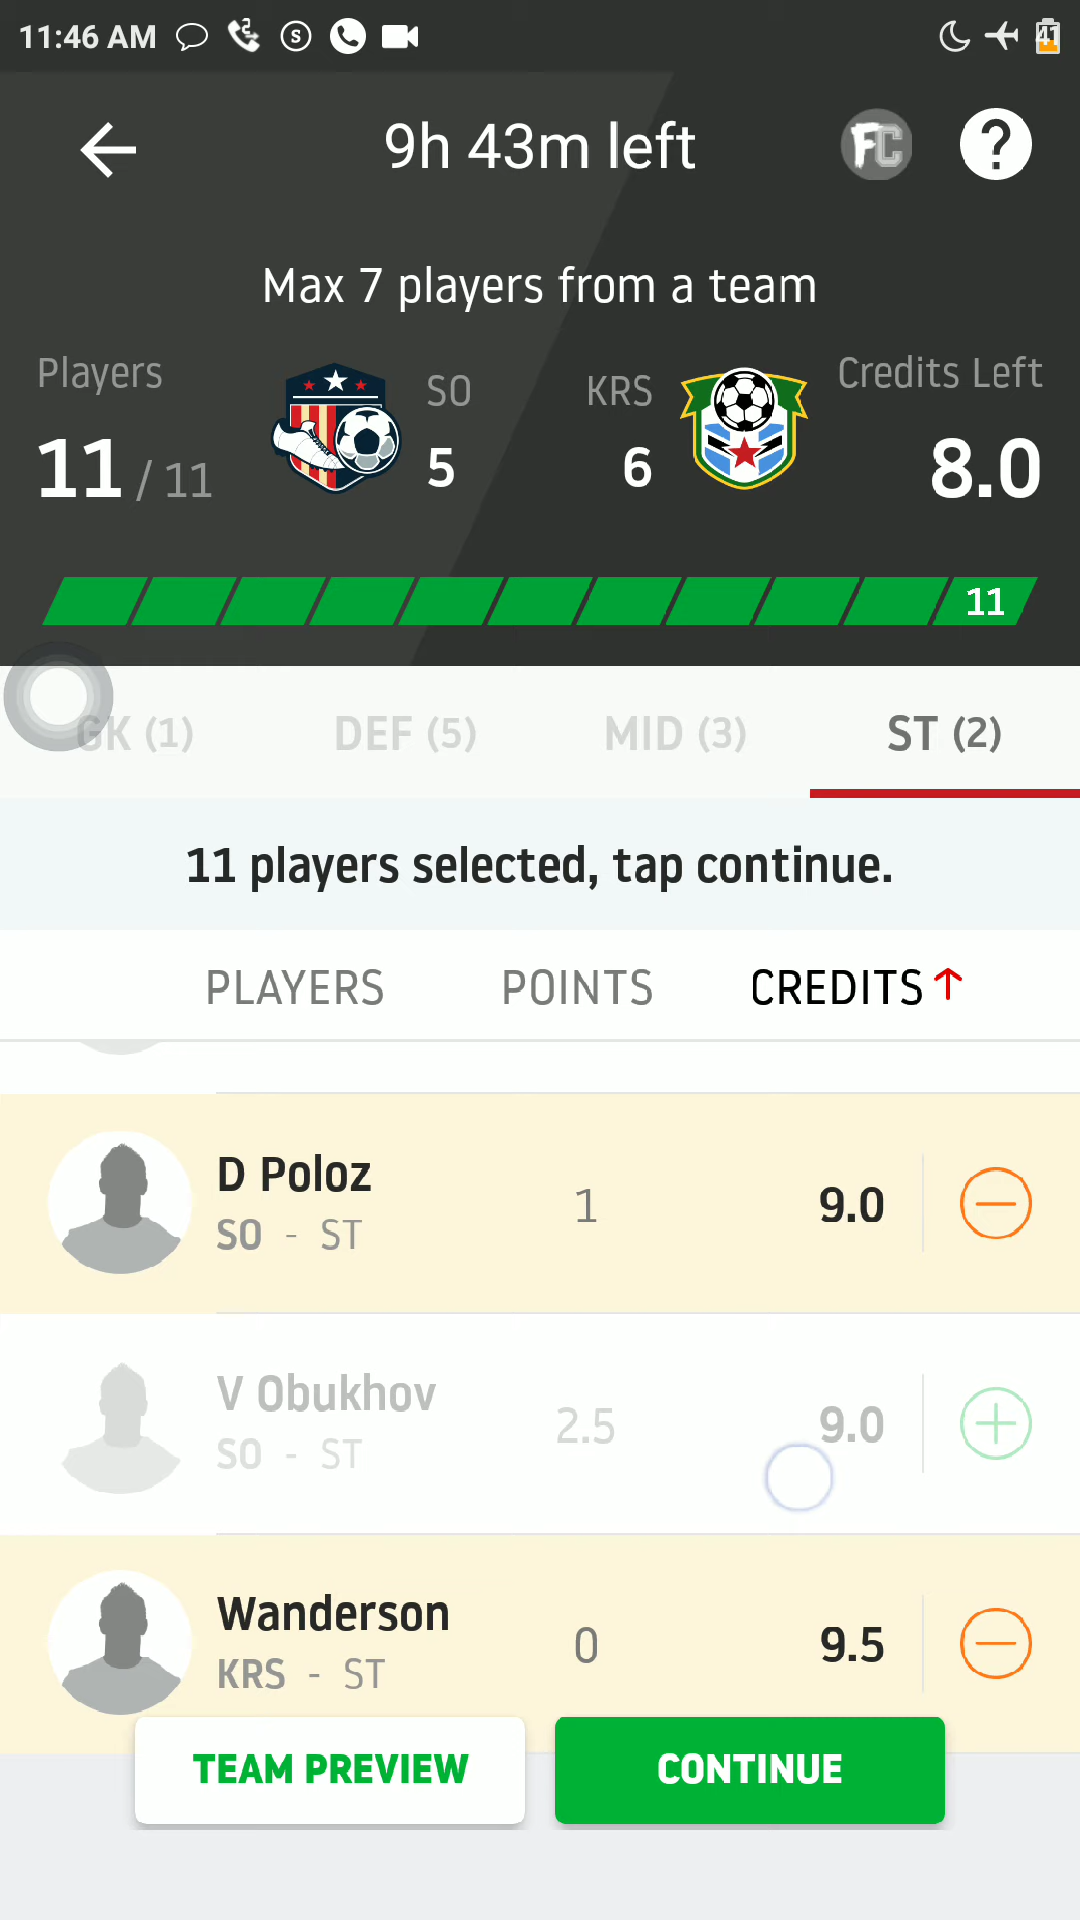 11:46 AM
41
9h 43m left
FC
?
Max 7 players from a team
Players
SO
KRS
Credits Left
11 / 11
5
6
8.0
11
GK (1)
DEF (5)
MID (3)
ST (2)
11 players selected, tap continue.
PLAYERS
POINTS
CREDITS↑
D Poloz
SO - ST
1
9.0
V Obukhov
SO - ST
2.5
9.0
Wanderson
KRS - ST
0
9.5
TEAM PREVIEW
CONTINUE